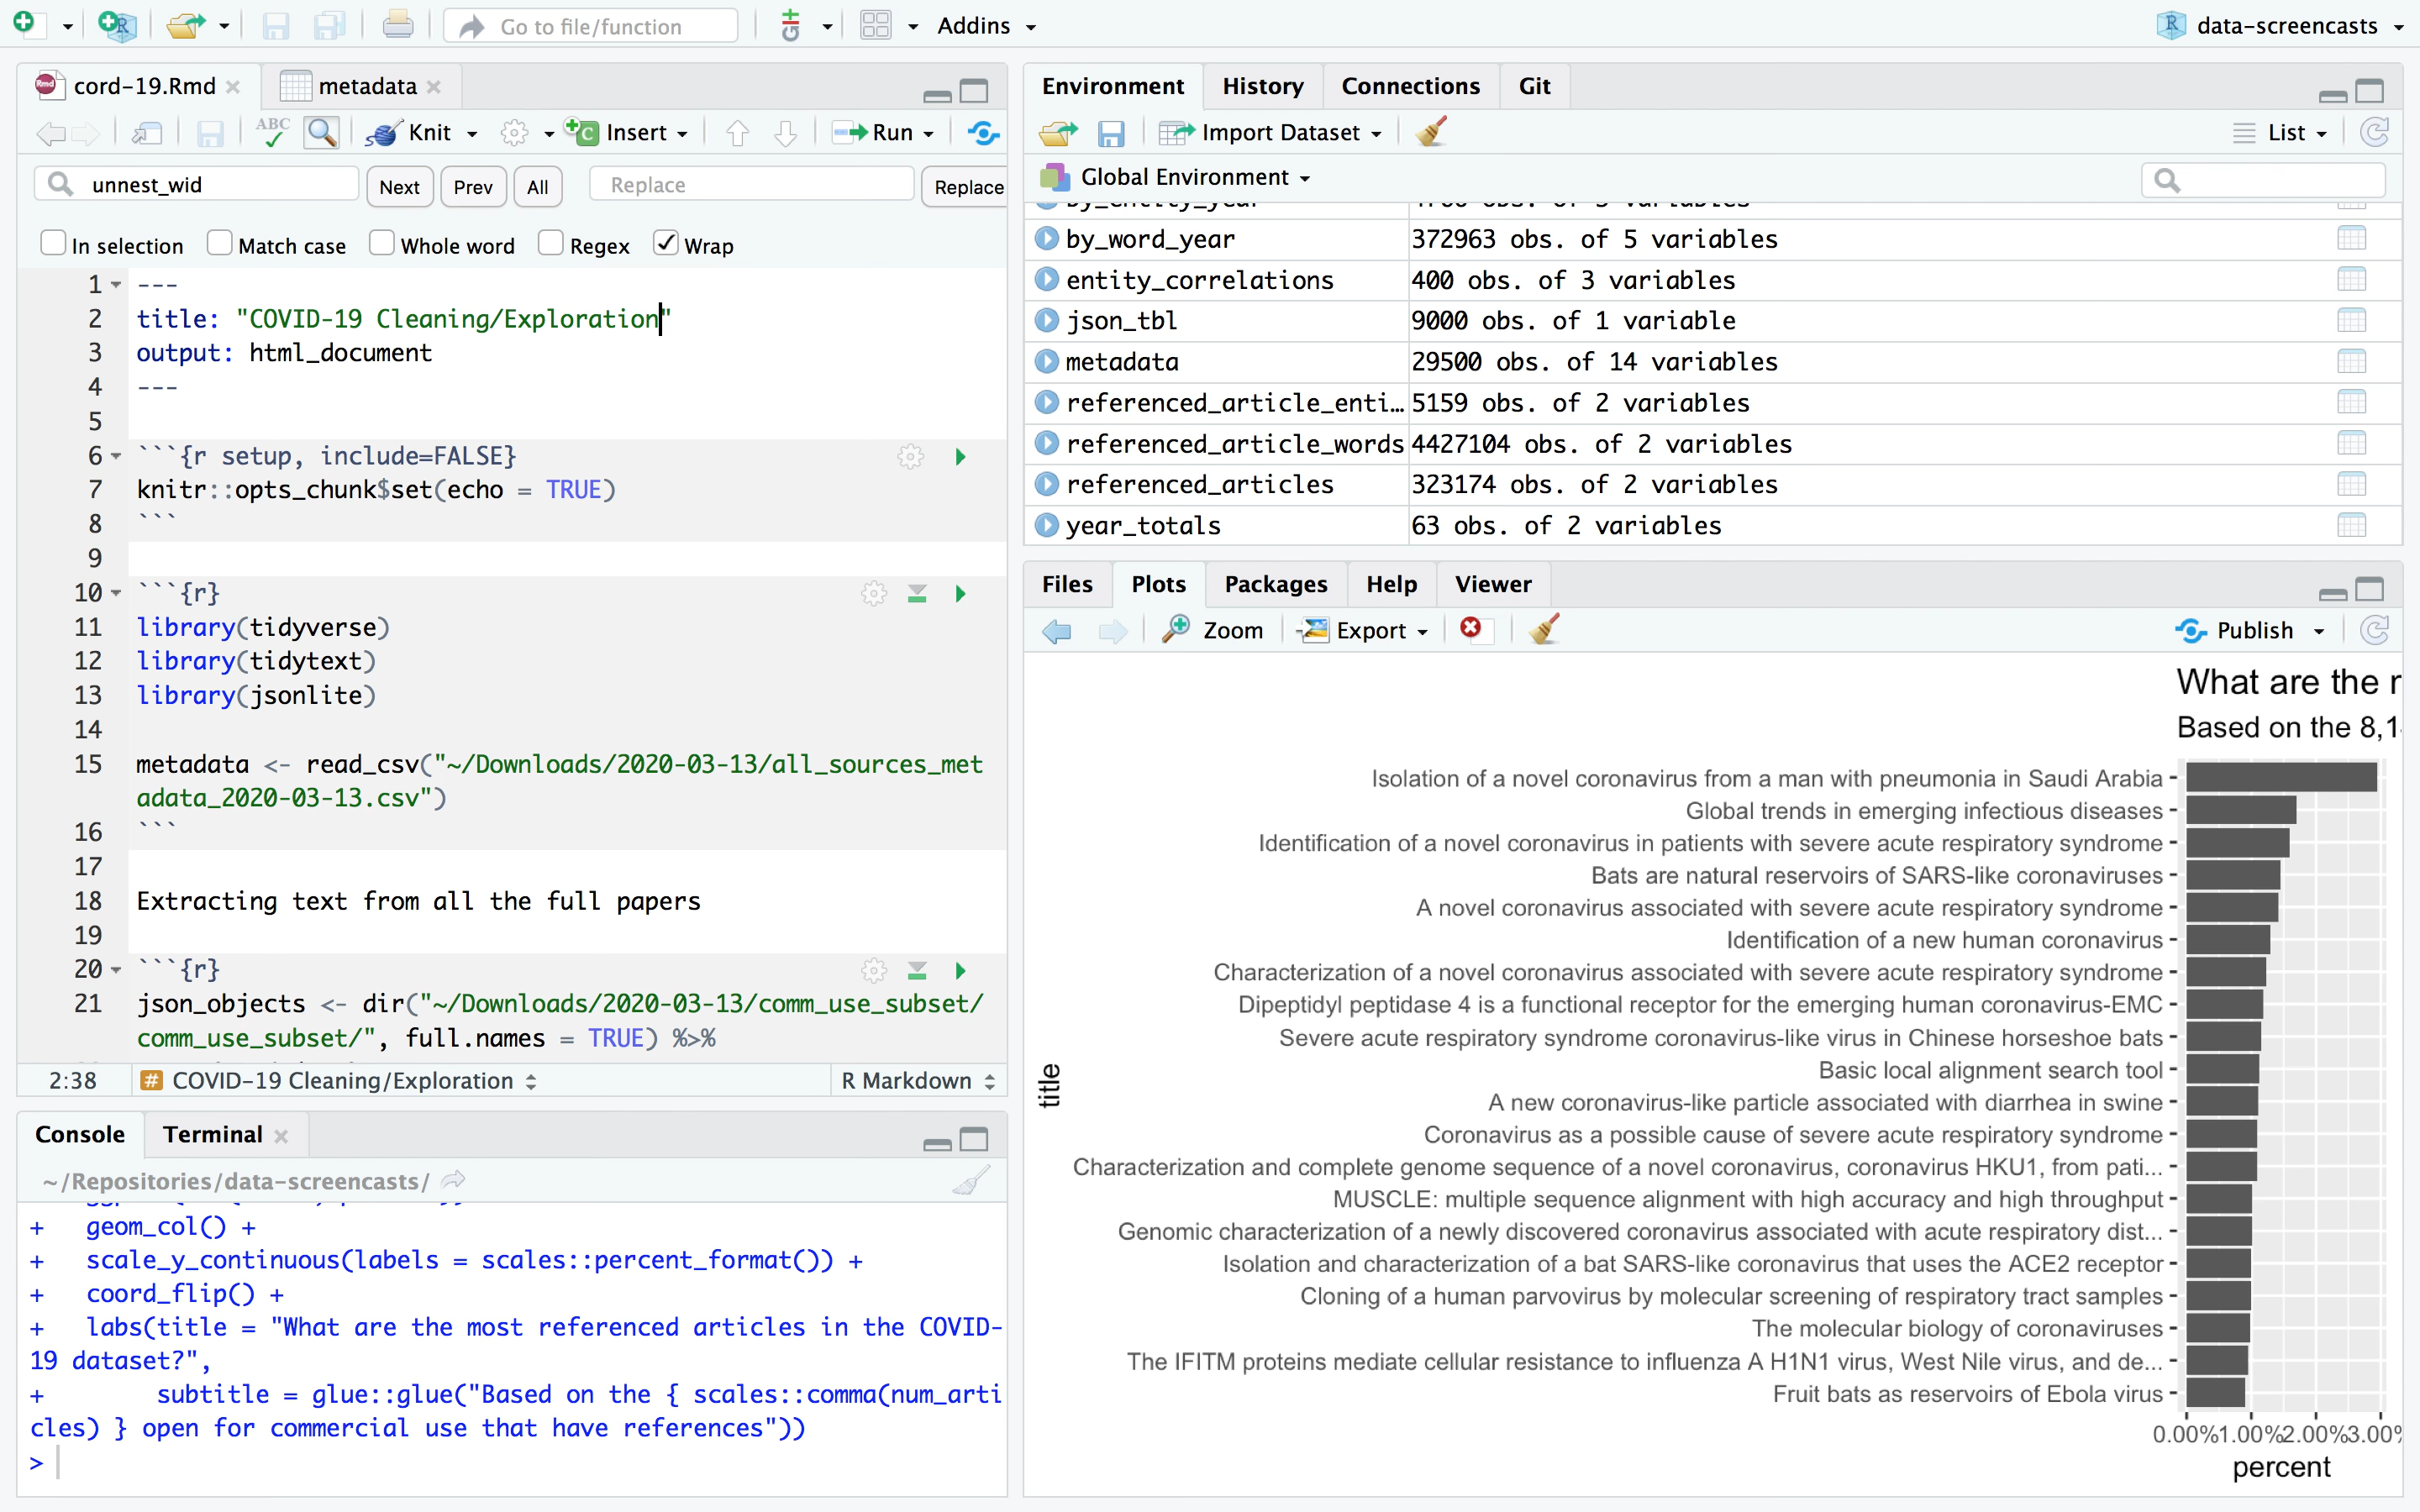 Go to file/function
Addins
data-screencasts
cord-19.Rmd
metadata
ABC
Knit
Insert
Run
unnest_wid
Next
Prev
All
Replace
Replace
In selection
Match case
Whole word
Regex
Wrap
1 ---
2 title: "COVID-19 Cleaning/Exploration"
3 output: html_document
4 ---
5
6 ```{r setup, include=FALSE}
7 knitr::opts_chunk$set(echo = TRUE)
8 ```
9
10 ```{r}
11 library(tidyverse)
12 library(tidytext)
13 library(jsonlite)
14
15 metadata <- read_csv("~/Downloads/2020-03-13/all_sources_met
adata_2020-03-13.csv")
16 ```
17
18 Extracting text from all the full papers
19
20 ```{r}
21 json_objects <- dir("~/Downloads/2020-03-13/comm_use_subset/
comm_use_subset/", full.names = TRUE) %>%
2:38
# COVID-19 Cleaning/Exploration
R Markdown
Console
Terminal
~/Repositories/data-screencasts/
+ geom_col() +
+ scale_y_continuous(labels = scales::percent_format()) +
+ coord_flip() +
+ labs(title = "What are the most referenced articles in the COVID-
19 dataset?",
+ subtitle = glue::glue("Based on the { scales::comma(num_arti
cles) } open for commercial use that have references"))
>
Environment
History
Connections
Git
Import Dataset
List
Global Environment
by_word_year 372963 obs. of 5 variables
entity_correlations 400 obs. of 3 variables
json_tbl 9000 obs. of 1 variable
metadata 29500 obs. of 14 variables
referenced_article_enti… 5159 obs. of 2 variables
referenced_article_words 4427104 obs. of 2 variables
referenced_articles 323174 obs. of 2 variables
year_totals 63 obs. of 2 variables
Files
Plots
Packages
Help
Viewer
Zoom
Export
Publish
What are the r
Based on the 8,1
Isolation of a novel coronavirus from a man with pneumonia in Saudi Arabia
Global trends in emerging infectious diseases
Identification of a novel coronavirus in patients with severe acute respiratory syndrome
Bats are natural reservoirs of SARS-like coronaviruses
A novel coronavirus associated with severe acute respiratory syndrome
Identification of a new human coronavirus
Characterization of a novel coronavirus associated with severe acute respiratory syndrome
Dipeptidyl peptidase 4 is a functional receptor for the emerging human coronavirus-EMC
Severe acute respiratory syndrome coronavirus-like virus in Chinese horseshoe bats
Basic local alignment search tool
A new coronavirus-like particle associated with diarrhea in swine
Coronavirus as a possible cause of severe acute respiratory syndrome
Characterization and complete genome sequence of a novel coronavirus, coronavirus HKU1, from pati...
MUSCLE: multiple sequence alignment with high accuracy and high throughput
Genomic characterization of a newly discovered coronavirus associated with acute respiratory dist...
Isolation and characterization of a bat SARS-like coronavirus that uses the ACE2 receptor
Cloning of a human parvovirus by molecular screening of respiratory tract samples
The molecular biology of coronaviruses
The IFITM proteins mediate cellular resistance to influenza A H1N1 virus, West Nile virus, and de...
Fruit bats as reservoirs of Ebola virus
title
0.00% 1.00% 2.00% 3.00%
percent